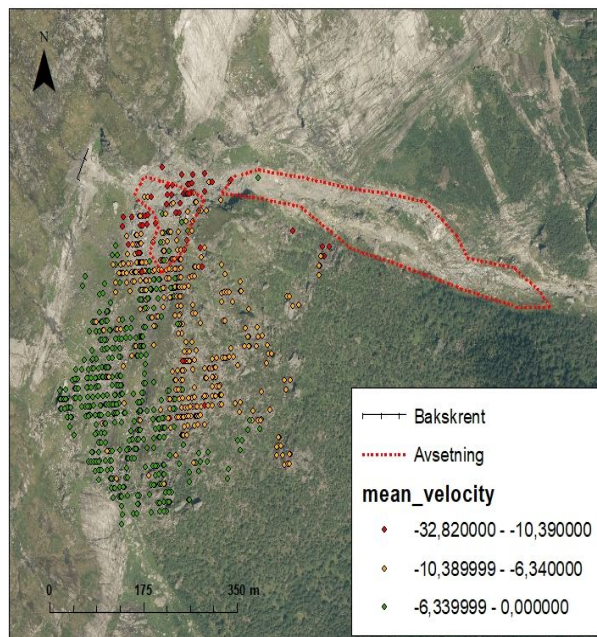 N
0 175 350 m
Bakskrent
Avsetning
mean_velocity
-32,820000 - -10,390000
-10,389999 - -6,340000
-6,339999 - 0,000000